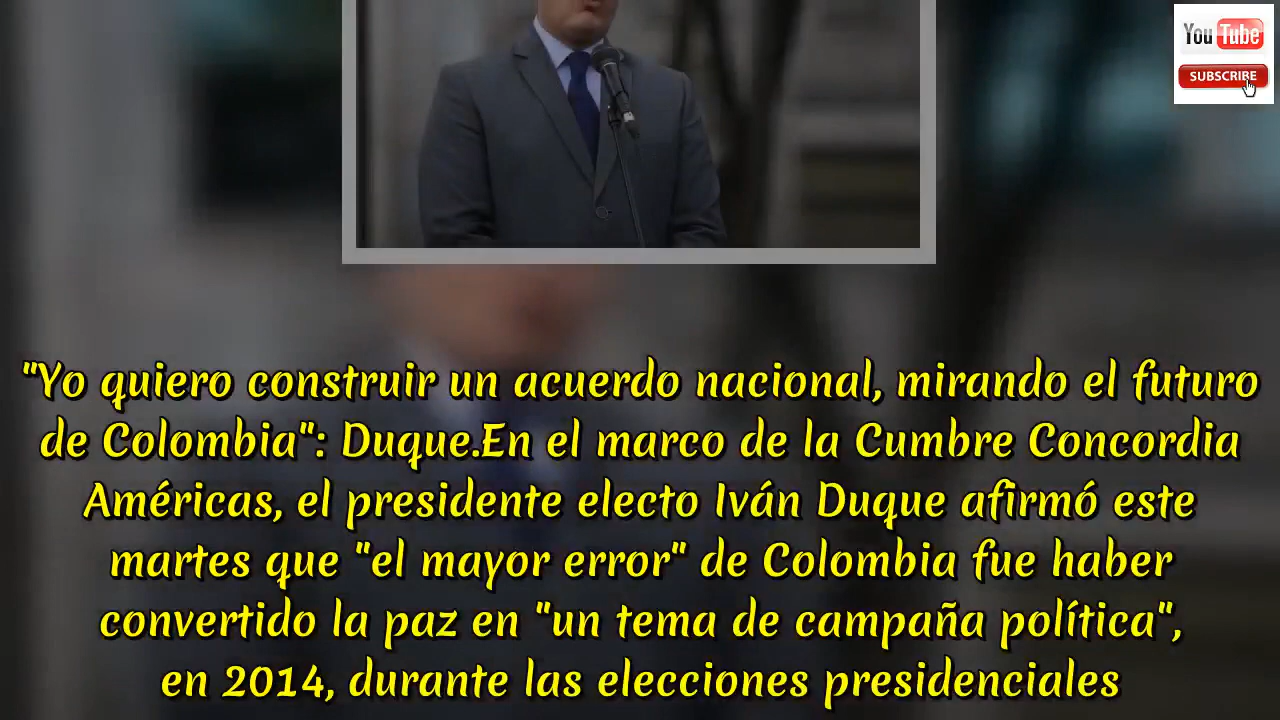 You Tube
SUBSCRIBE
"Yo quiero construir un acuerdo nacional, mirando el futuro
de Colombia": Duque.En el marco de la Cumbre Concordia
Américas, el presidente electo Iván Duque afirmó este
martes que "el mayor error" de Colombia fue haber
convertido la paz en "un tema de campaña política",
en 2014, durante las elecciones presidenciales